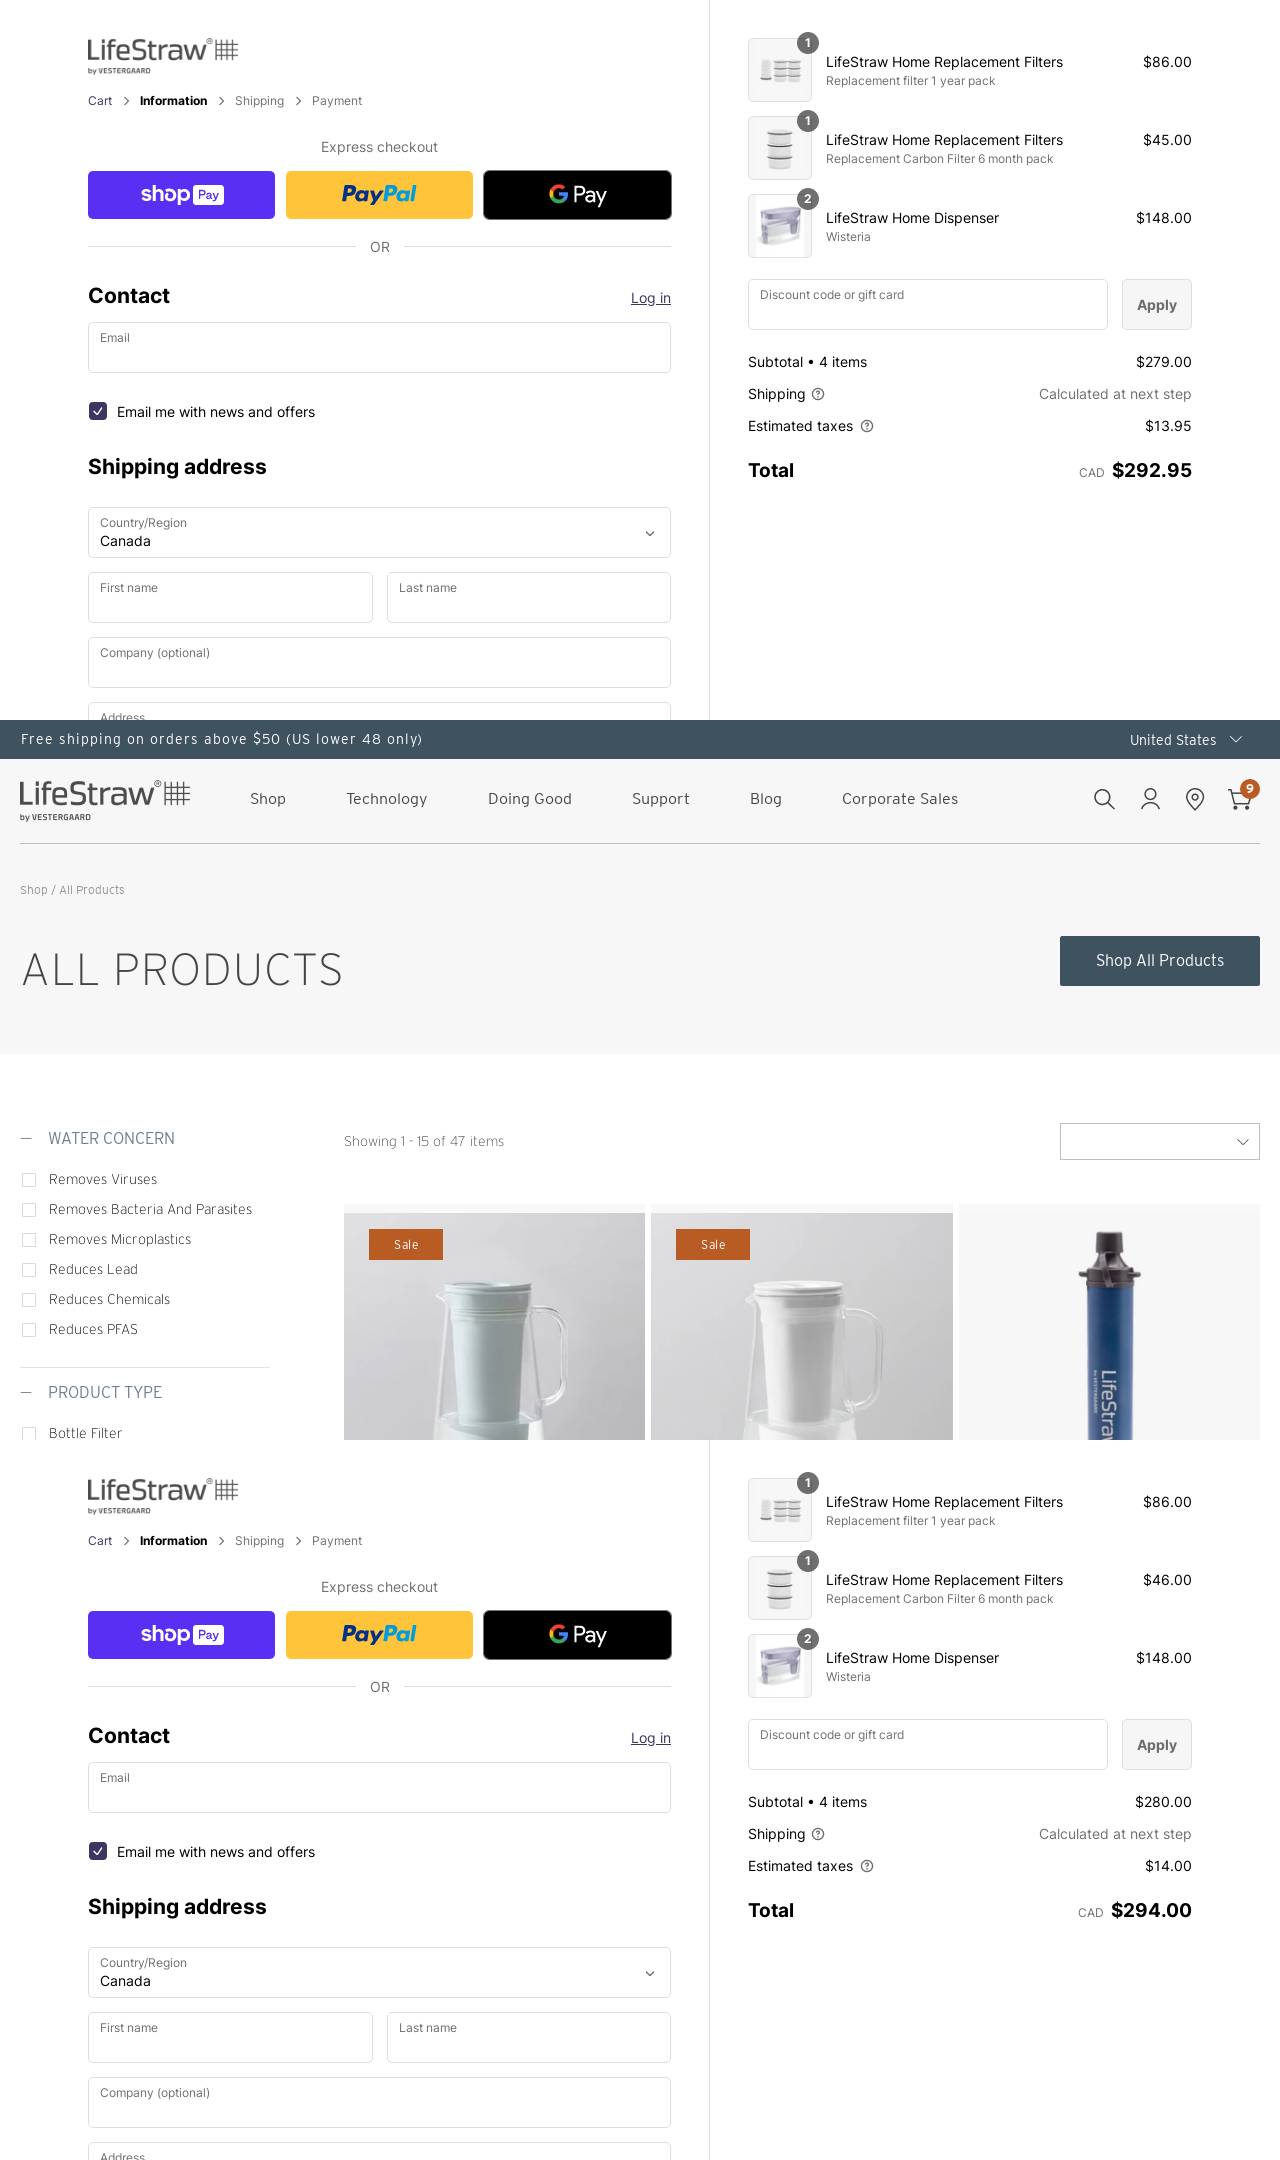 LifeStraw®
by VESTERGAARD
Cart > Information > Shipping > Payment
Express checkout
shop Pay
PayPal
G Pay
OR
Contact
Log in
Email
Email me with news and offers
Shipping address
Country/Region
Canada
First name
Last name
Company (optional)
Address
1
LifeStraw Home Replacement Filters
$86.00
Replacement filter 1 year pack
1
LifeStraw Home Replacement Filters
$45.00
Replacement Carbon Filter 6 month pack
2
LifeStraw Home Dispenser
$148.00
Wisteria
Discount code or gift card
Apply
Subtotal • 4 items
$279.00
Shipping
Calculated at next step
Estimated taxes
$13.95
Total
CAD $292.95
Free shipping on orders above $50 (US lower 48 only)
United States
LifeStraw®
by VESTERGAARD
Shop
Technology
Doing Good
Support
Blog
Corporate Sales
9
Shop / All Products
ALL PRODUCTS
Shop All Products
WATER CONCERN
Removes Viruses
Removes Bacteria And Parasites
Removes Microplastics
Reduces Lead
Reduces Chemicals
Reduces PFAS
PRODUCT TYPE
Bottle Filter
Showing 1 - 15 of 47 items
Sale
Sale
LifeStraw
by VESTERGAARD
LifeStraw®
by VESTERGAARD
Cart > Information > Shipping > Payment
Express checkout
shop Pay
PayPal
G Pay
OR
Contact
Log in
Email
Email me with news and offers
Shipping address
Country/Region
Canada
First name
Last name
Company (optional)
Address
1
LifeStraw Home Replacement Filters
$86.00
Replacement filter 1 year pack
1
LifeStraw Home Replacement Filters
$46.00
Replacement Carbon Filter 6 month pack
2
LifeStraw Home Dispenser
$148.00
Wisteria
Discount code or gift card
Apply
Subtotal • 4 items
$280.00
Shipping
Calculated at next step
Estimated taxes
$14.00
Total
CAD $294.00